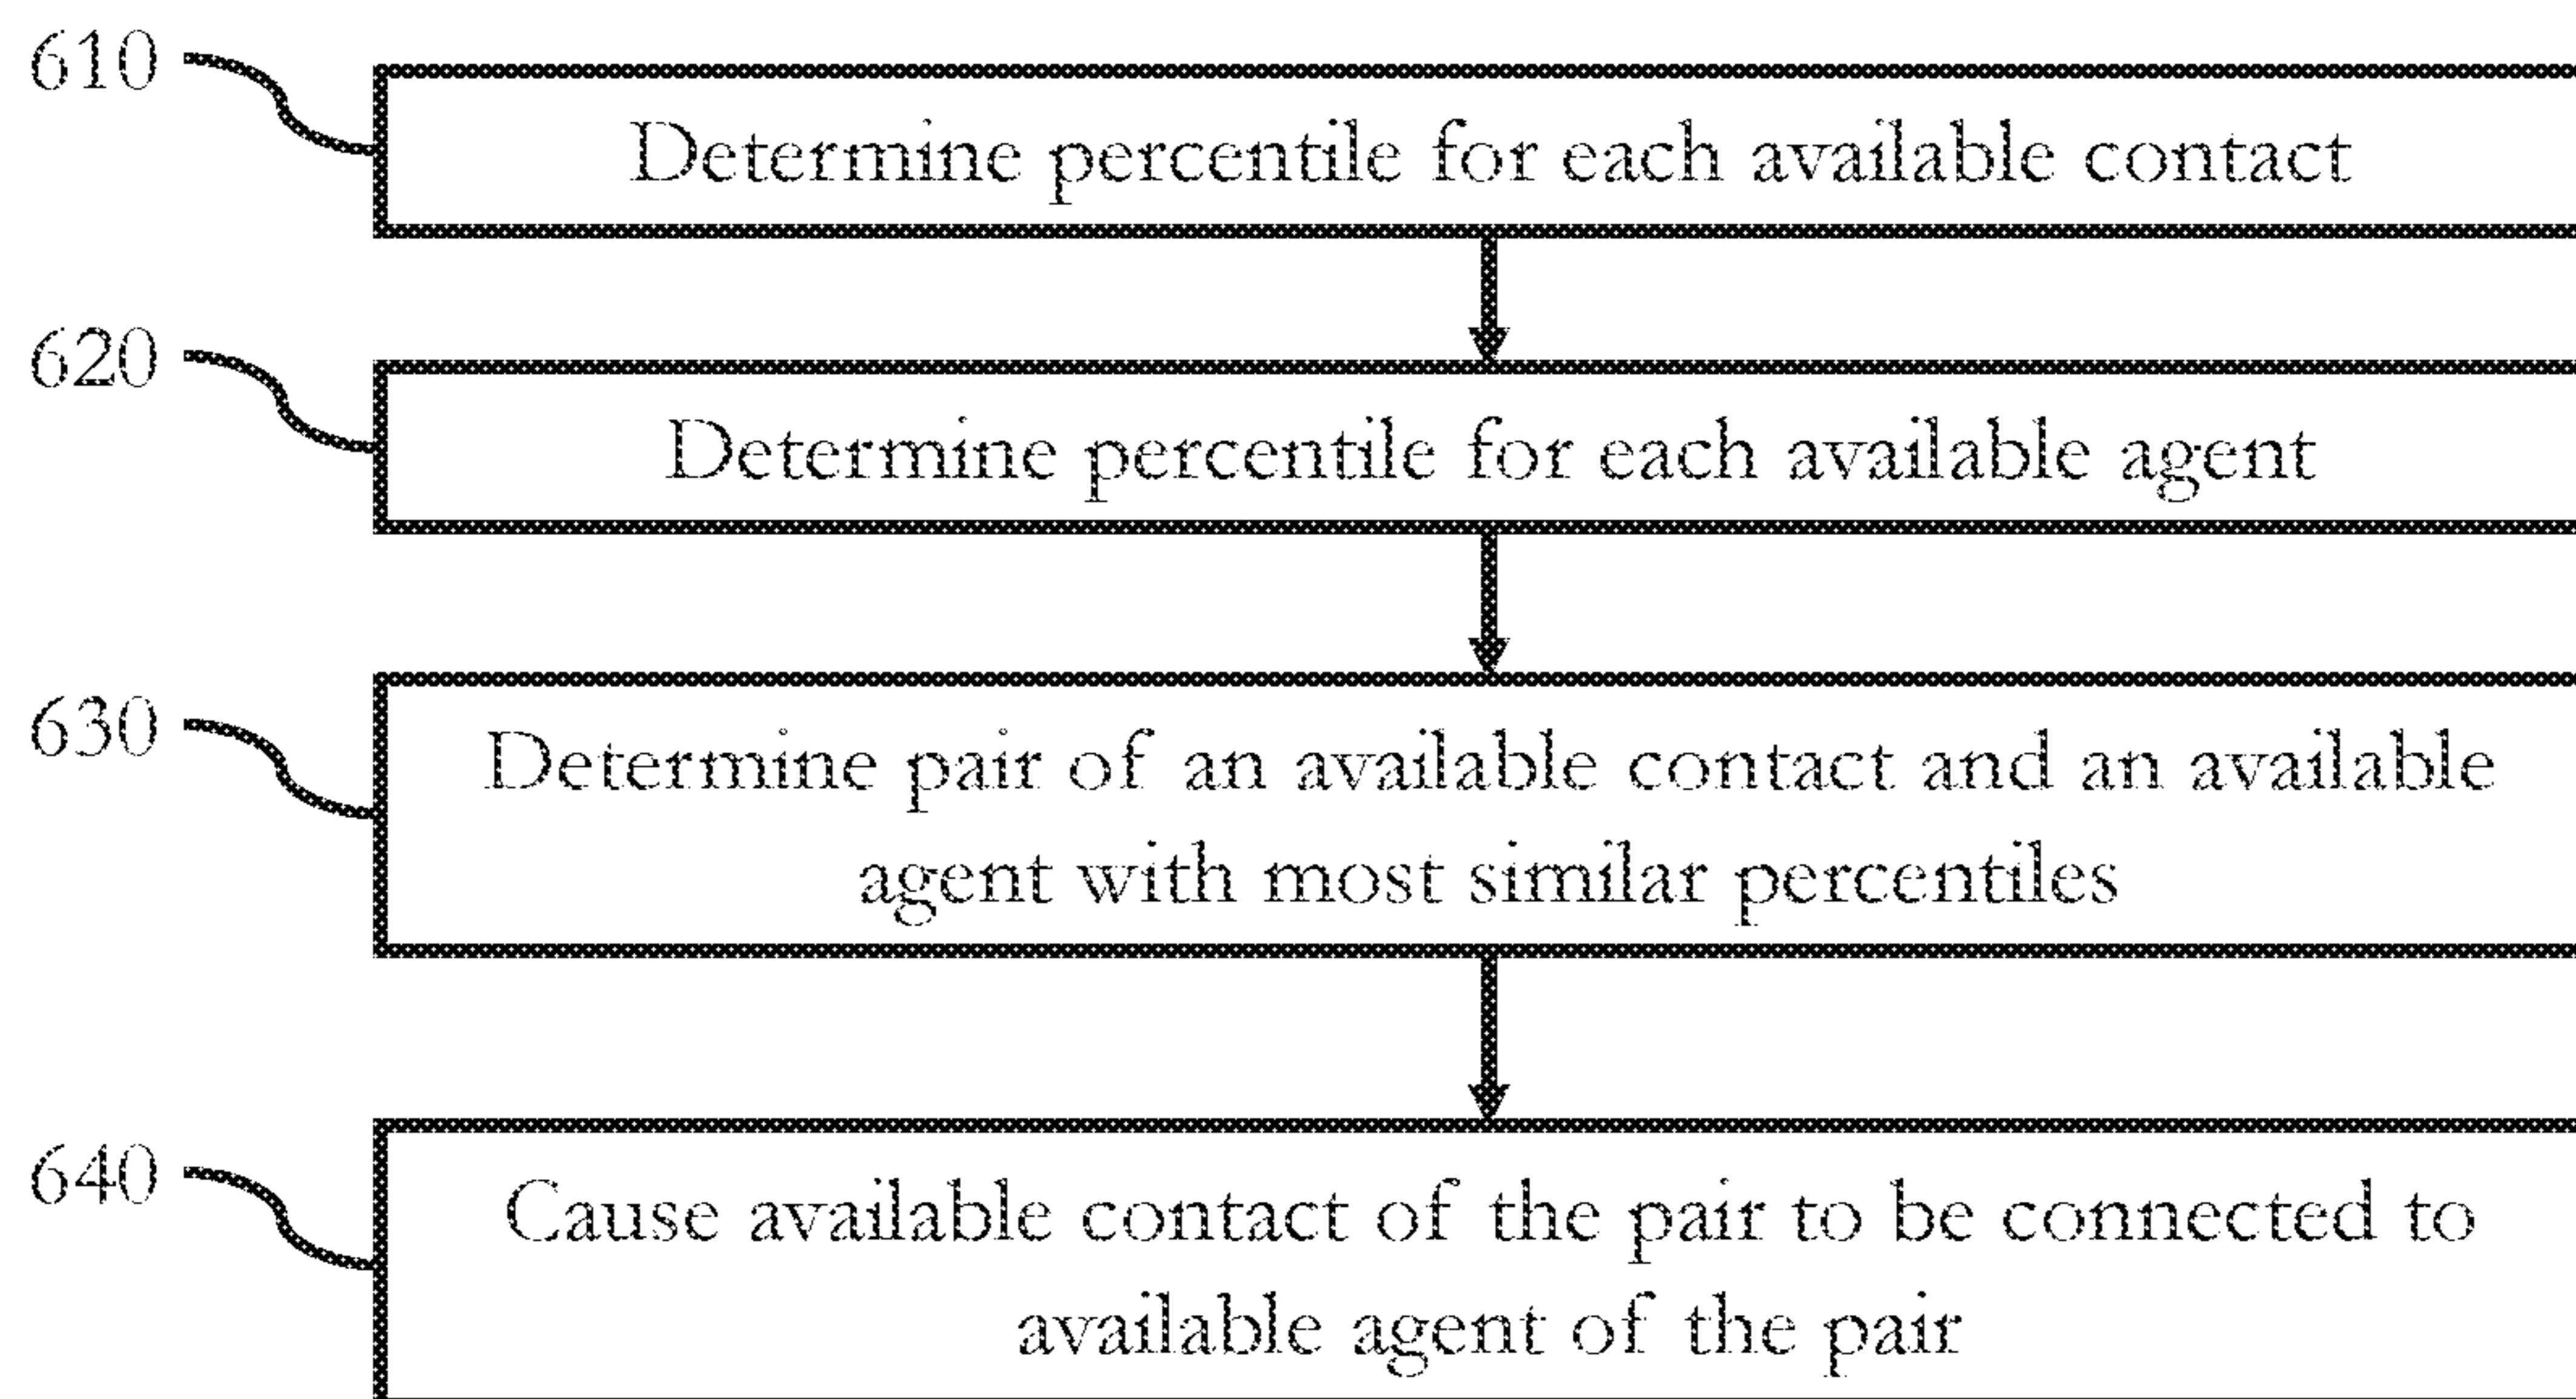 610
Determine percentile for each available contact
620
Determine percentile for each available agent
630
Determine pair of an available contact and an available
agent with most similar percentiles
640
Cause available contact of the pair to be connected to
available agent of the pair